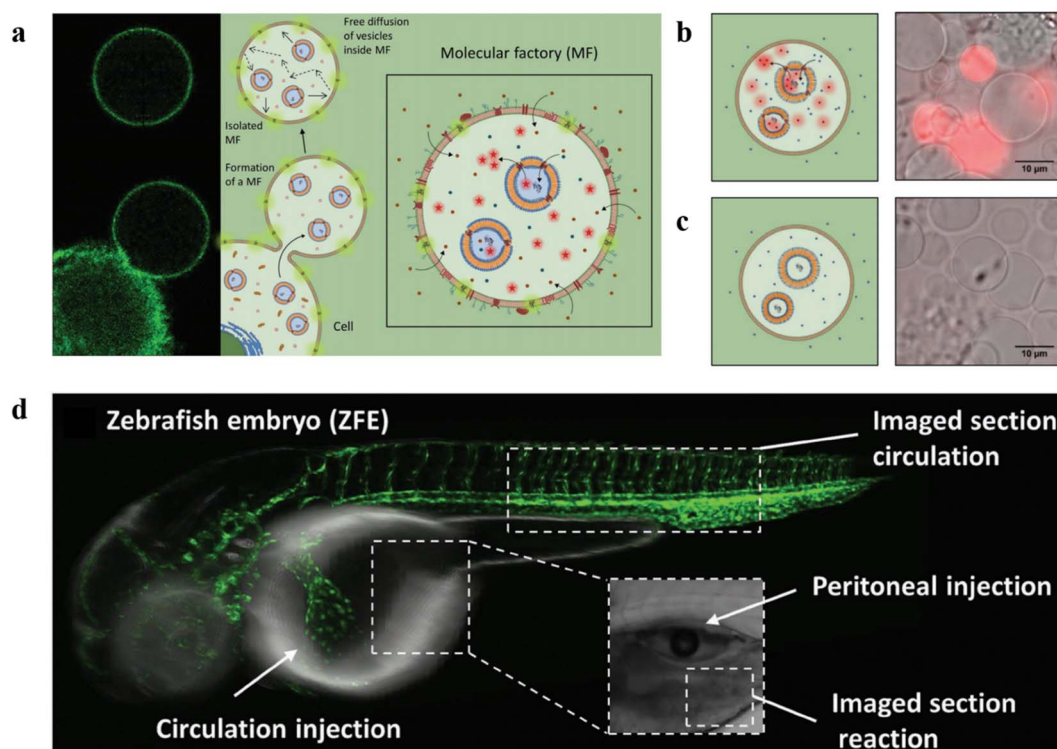 a
Free diffusion
of vesicles
inside MF
Isolated
MF
Formation
of a MF
Cell
Molecular factory (MF)
b
10 µm
c
10 µm
d
Zebrafish embryo (ZFE)
Imaged section
circulation
Peritoneal injection
Circulation injection
Imaged section
reaction